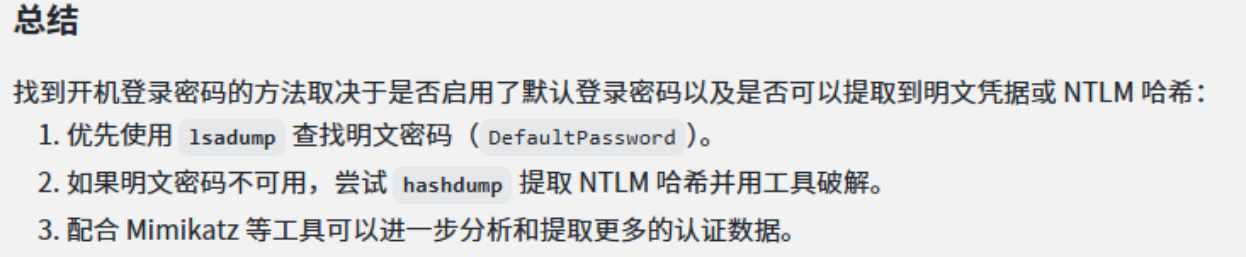 总结
找到开机登录密码的方法取决于是否启用了默认登录密码以及是否可以提取到明文凭据或 NTLM 哈希：
1. 优先使用 lsadump 查找明文密码（DefaultPassword）。
2. 如果明文密码不可用，尝试 hashdump 提取 NTLM 哈希并用工具破解。
3. 配合 Mimikatz 等工具可以进一步分析和提取更多的认证数据。